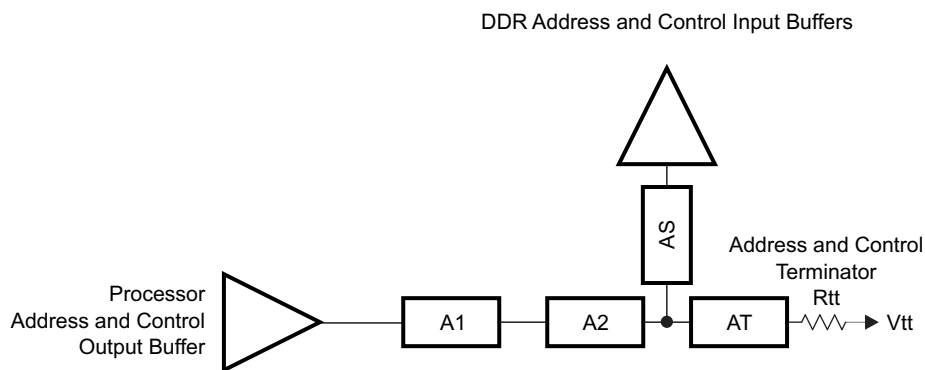 DDR Address and Control Input Buffers
AS
Address and Control
Terminator
Rtt
Processor
Address and Control
Output Buffer
A1
A2
AT
Vtt